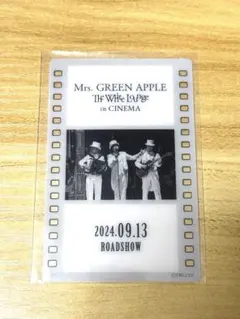 Mrs. GREEN APPLE
The White Lounge
in CINEMA
2024.09.13
ROADSHOW